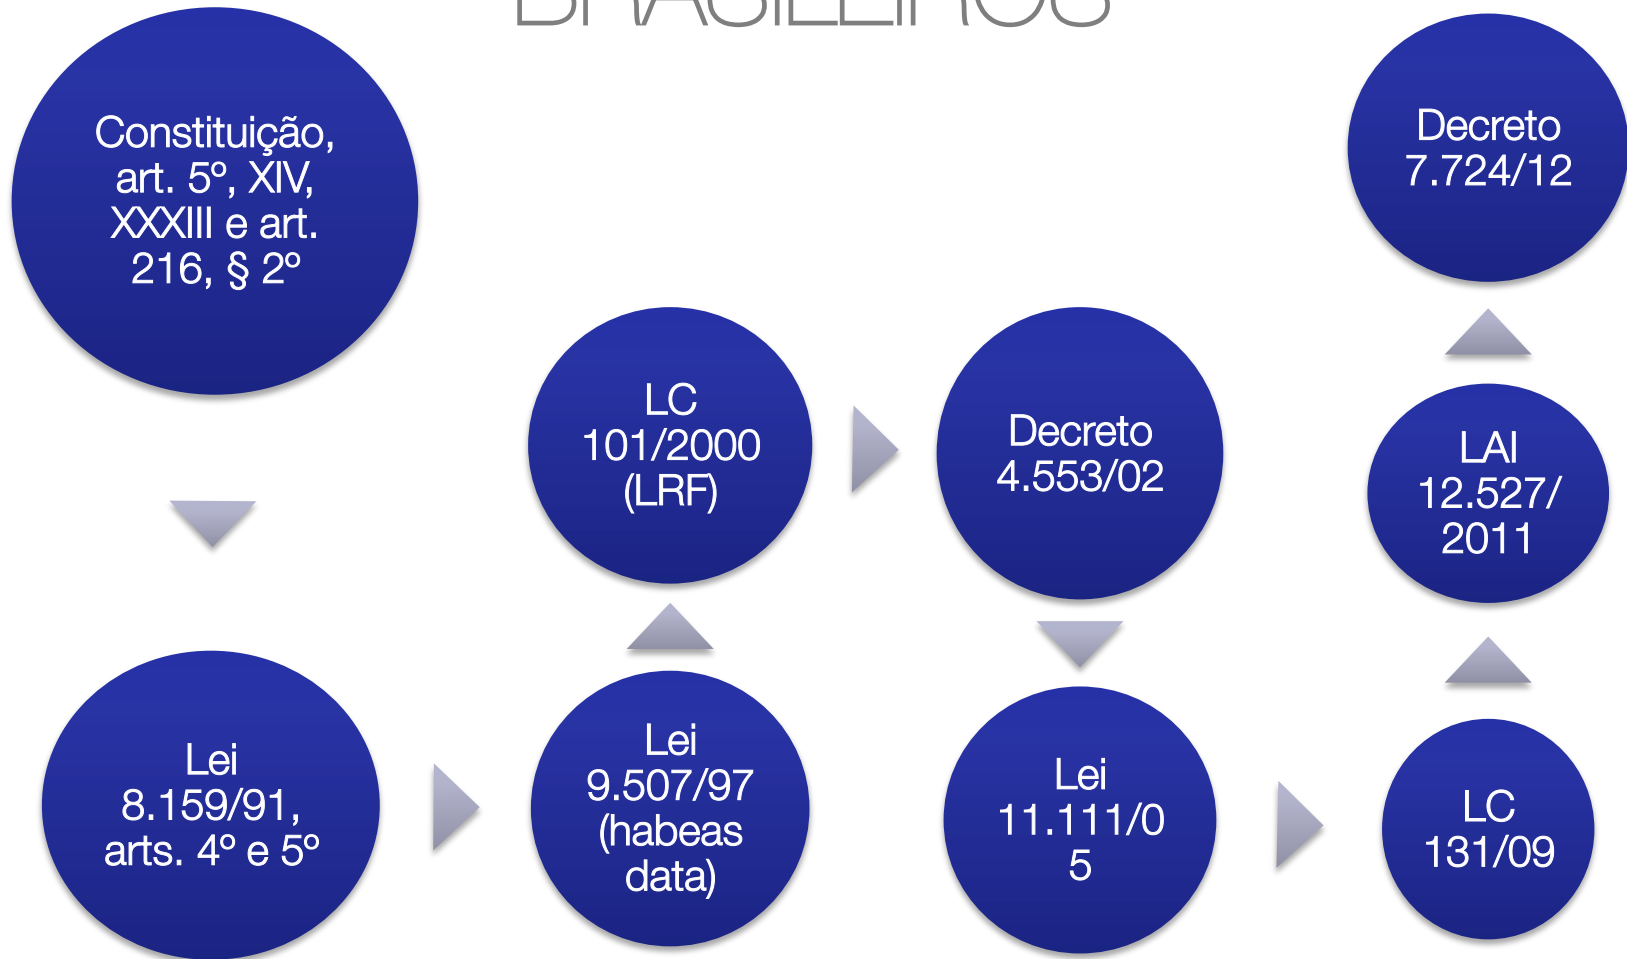 BRASILEIROS
Constituição,
art. 5º, XIV,
XXXIII e art.
216, § 2º
Lei
8.159/91,
arts. 4º e 5º
Lei
9.507/97
(habeas
data)
LC
101/2000
(LRF)
Decreto
4.553/02
Lei
11.111/0
5
LC
131/09
LAI
12.527/
2011
Decreto
7.724/12